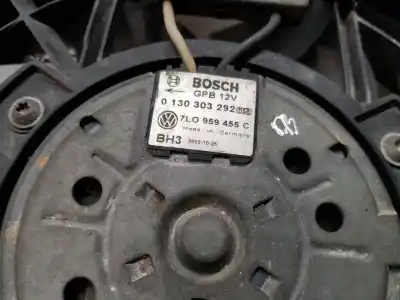 BOSCH
GPB 12V
0 130 303 292
7L0 959 455 C
Made in Germany
BH3